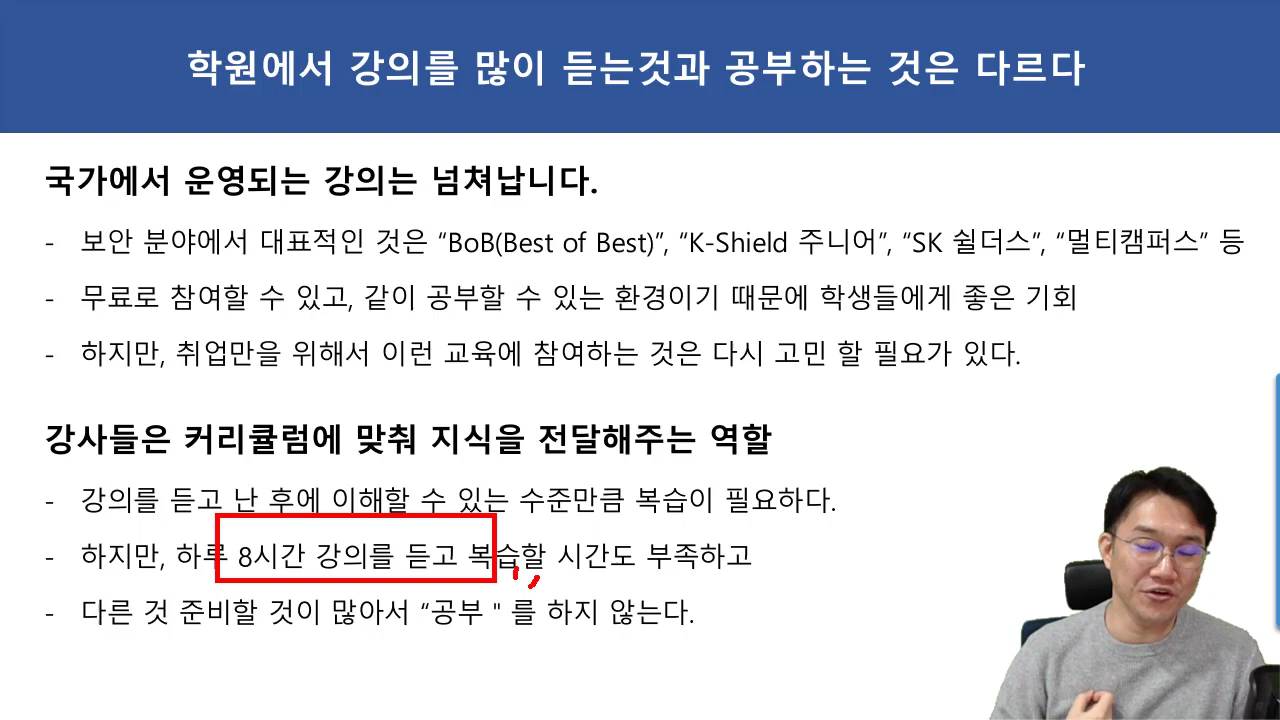 학원에서 강의를 많이 듣는것과 공부하는 것은 다르다
국가에서 운영되는 강의는 넘쳐납니다.
- 보안 분야에서 대표적인 것은 “BoB(Best of Best)”, “K-Shield 주니어”, “SK 쉴더스”, “멀티캠퍼스” 등
- 무료로 참여할 수 있고, 같이 공부할 수 있는 환경이기 때문에 학생들에게 좋은 기회
- 하지만, 취업만을 위해서 이런 교육에 참여하는 것은 다시 고민 할 필요가 있다.
강사들은 커리큘럼에 맞춰 지식을 전달해주는 역할
- 강의를 듣고 난 후에 이해할 수 있는 수준만큼 복습이 필요하다.
- 하지만, 하루 8시간 강의를 듣고 복습할 시간도 부족하고
- 다른 것 준비할 것이 많아서 “공부 " 를 하지 않는다.